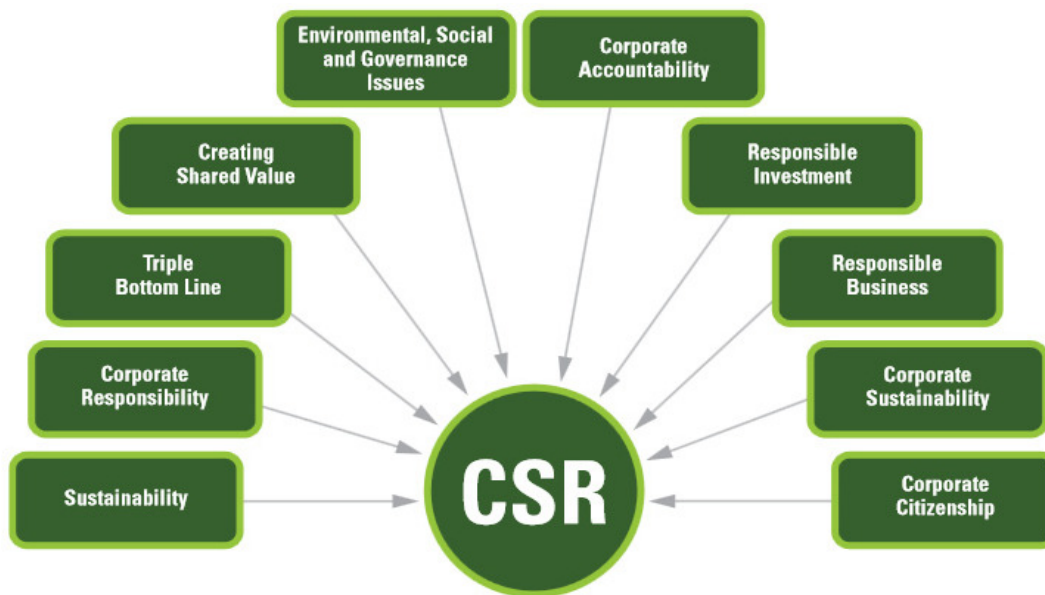 Environmental, Social
and Governance
Issues
Corporate
Accountability
Creating
Shared Value
Responsible
Investment
Triple
Bottom Line
Responsible
Business
Corporate
Responsibility
Corporate
Sustainability
Sustainability
Corporate
Citizenship
CSR